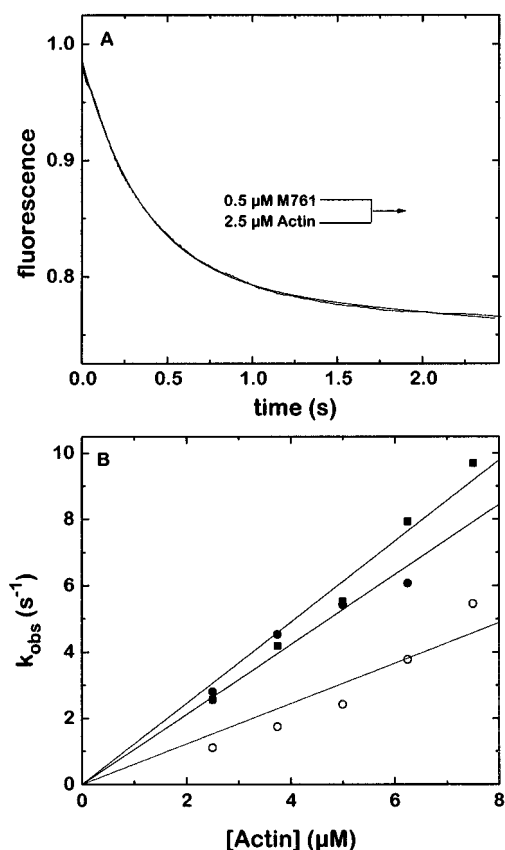 A
1.0
0.9
0.8
fluorescence
0.5 µM M761
2.5 µM Actin
0.0 0.5 1.0 1.5 2.0
time (s)
B
10
8
6
4
2
0
k_obs (s⁻¹)
0 2 4 6 8
[Actin] (µM)